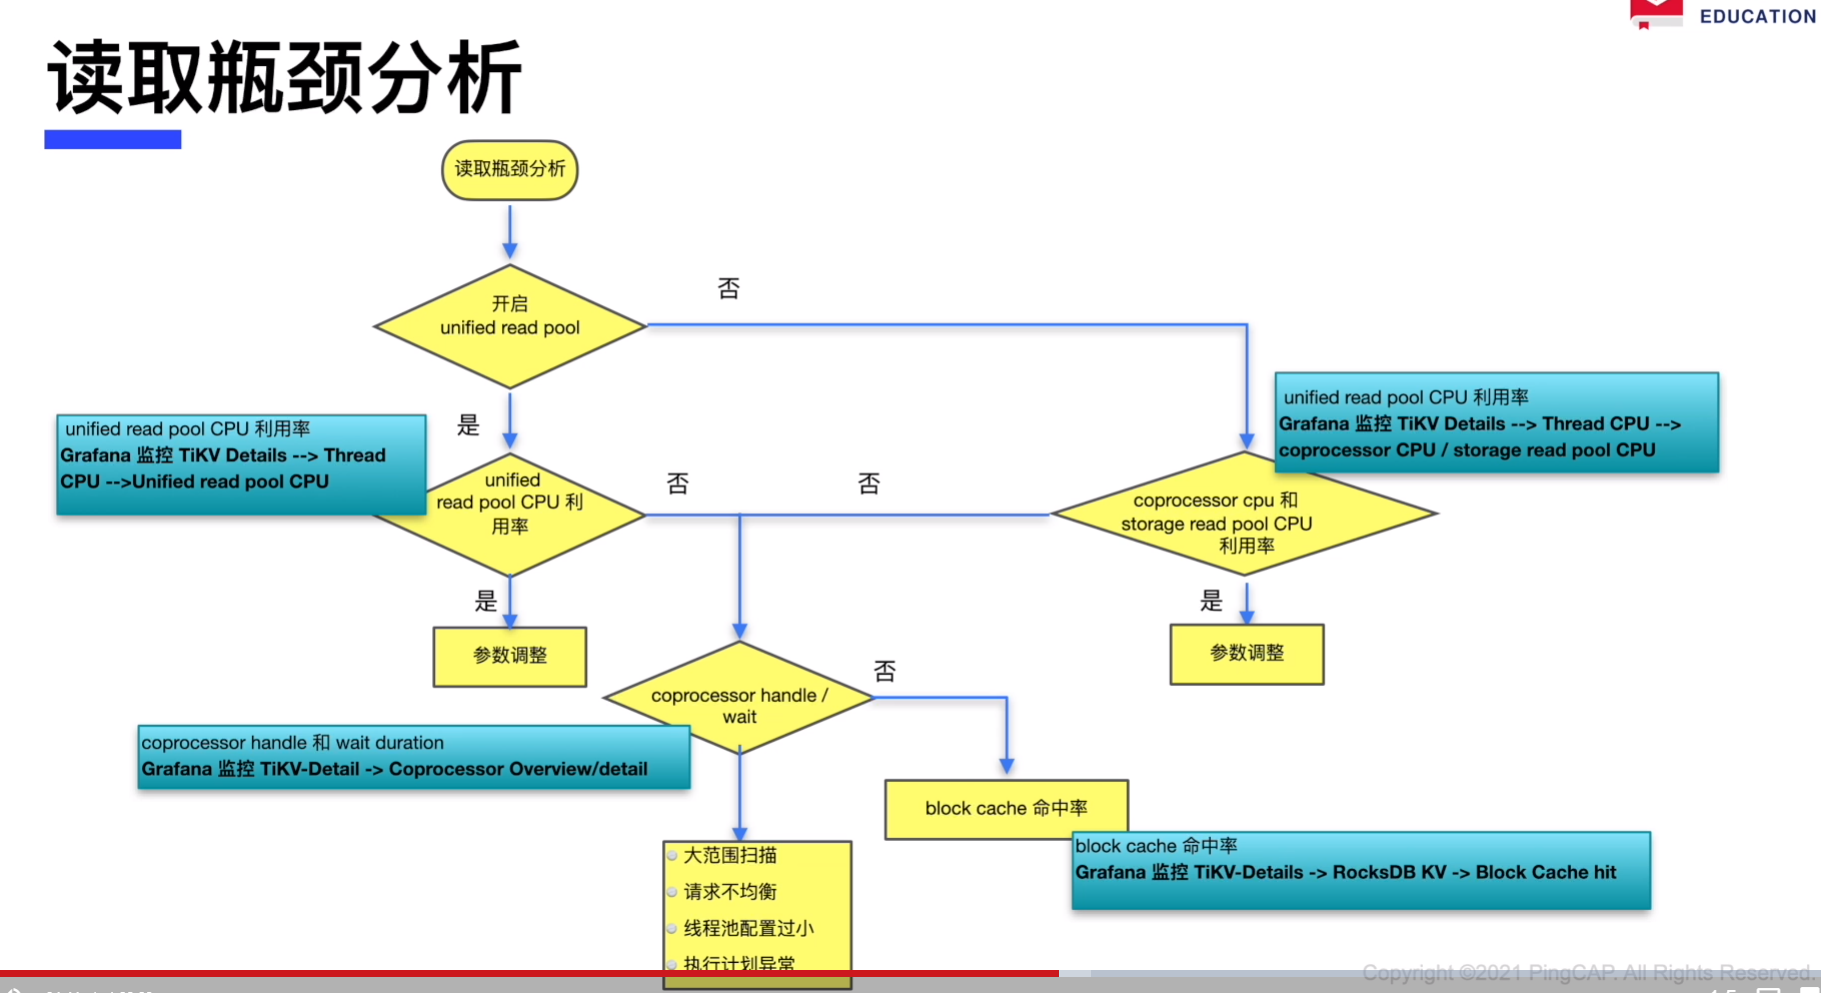 EDUCATION
读取瓶颈分析
读取瓶颈分析
开启
unified read pool
否
是
unified read pool CPU 利用率
Grafana 监控 TiKV Details --> Thread
CPU -->Unified read pool CPU
unified read pool CPU 利用率
Grafana 监控 TiKV Details --> Thread CPU -->
coprocessor CPU / storage read pool CPU
unified
read pool CPU 利
用率
否
否
coprocessor cpu 和
storage read pool CPU
利用率
是
参数调整
是
参数调整
coprocessor handle /
wait
否
coprocessor handle 和 wait duration
Grafana 监控 TiKV-Detail -> Coprocessor Overview/detail
block cache 命中率
block cache 命中率
Grafana 监控 TiKV-Details -> RocksDB KV -> Block Cache hit
大范围扫描
请求不均衡
线程池配置过小
执行计划异常
Copyright ©2021 PingCAP. All Rights Reserved.